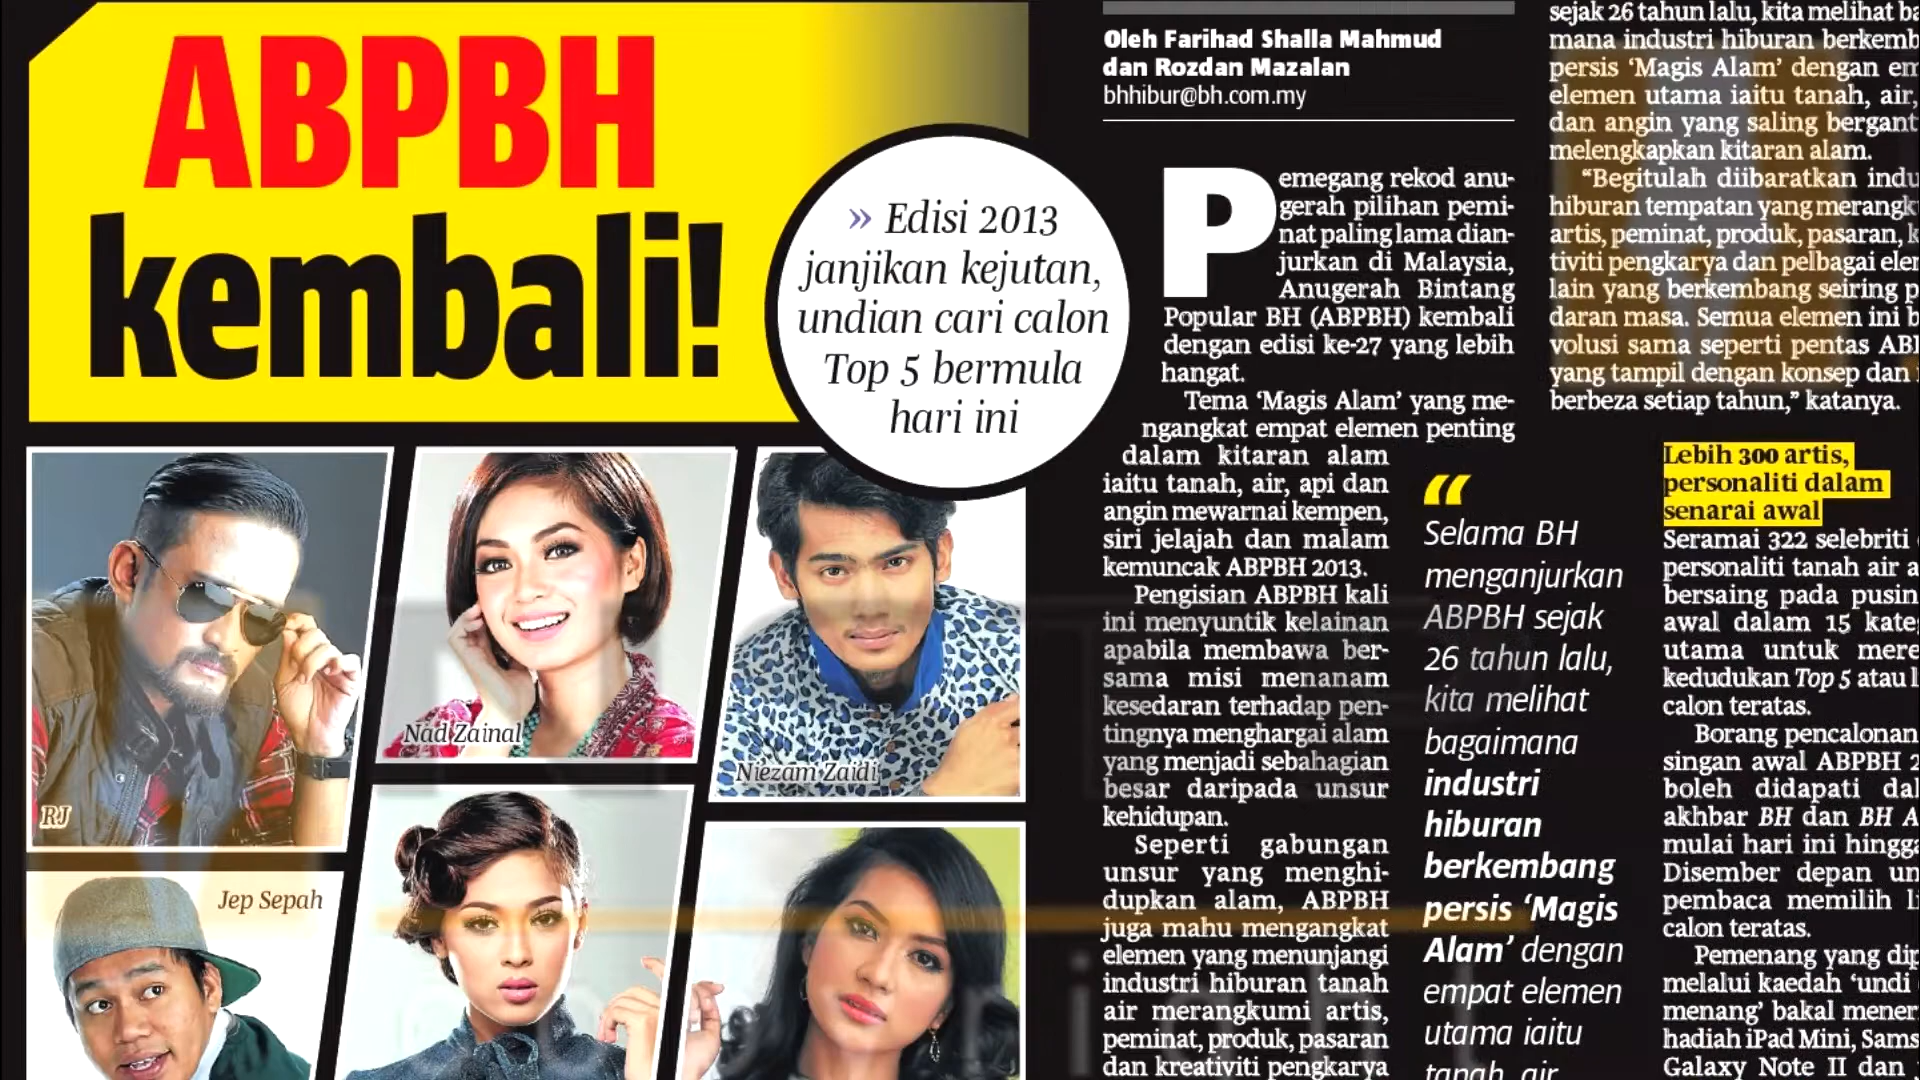 ABPBH
kembali!
» Edisi 2013
janjikan kejutan,
undian cari calon
Top 5 bermula
hari ini
RJ
Nad Zainal
Niezam Zaidi
Jep Sepah
Oleh Farihad Shalla Mahmud
dan Rozdan Mazalan
bhhibur@bh.com.my
Pemegang rekod anu-
gerah pilihan pemi-
nat paling lama dian-
jurkan di Malaysia,
Anugerah Bintang
Popular BH (ABPBH) kembali
dengan edisi ke-27 yang lebih
hangat.
Tema ‘Magis Alam’ yang me-
ngangkat empat elemen penting
dalam kitaran alam
iaitu tanah, air, api dan
angin mewarnai kempen,
siri jelajah dan malam
kemuncak ABPBH 2013.
Pengisian ABPBH kali
ini menyuntik kelainan
apabila membawa ber-
sama misi menanam
kesedaran terhadap pen-
tingnya menghargai alam
yang menjadi sebahagian
besar daripada unsur
kehidupan.
Seperti gabungan
unsur yang menghi-
dupkan alam, ABPBH
juga mahu mengangkat
elemen yang menunjangi
industri hiburan tanah
air merangkumi artis,
peminat, produk, pasaran
dan kreativiti pengkarya
“
Selama BH
menganjurkan
ABPBH sejak
26 tahun lalu,
kita melihat
bagaimana
industri
hiburan
berkembang
persis ‘Magis
Alam’ dengan
empat elemen
utama iaitu
tanah, air,
sejak 26 tahun lalu, kita melihat
mana industri hiburan
persis ‘Magis Alam’ dengan
elemen utama iaitu tanah, air,
dan angin yang saling
melengkapkan kitaran alam.
“Begitulah diibaratkan
hiburan tempatan yang
artis, peminat, produk, pasaran,
tiviti pengkarya dan pelbagai
lain yang berkembang seiring
daran masa. Semua elemen ini
volusi sama seperti pentas
yang tampil dengan konsep dan
berbeza setiap tahun,” katanya.
Lebih 300 artis,
personaliti dalam
senarai awal
Seramai 322 selebriti
personaliti tanah air
bersaing pada
awal dalam 15
utama untuk
kedudukan Top 5 atau
calon teratas.
Borang pencalonan
singan awal ABPBH
boleh didapati
akhbar BH dan BH
mulai hari ini
Disember depan
pembaca memilih
calon teratas.
Pemenang yang
melalui kaedah ‘undi
menang’ bakal
hadiah iPad Mini,
Galaxy Note II dan